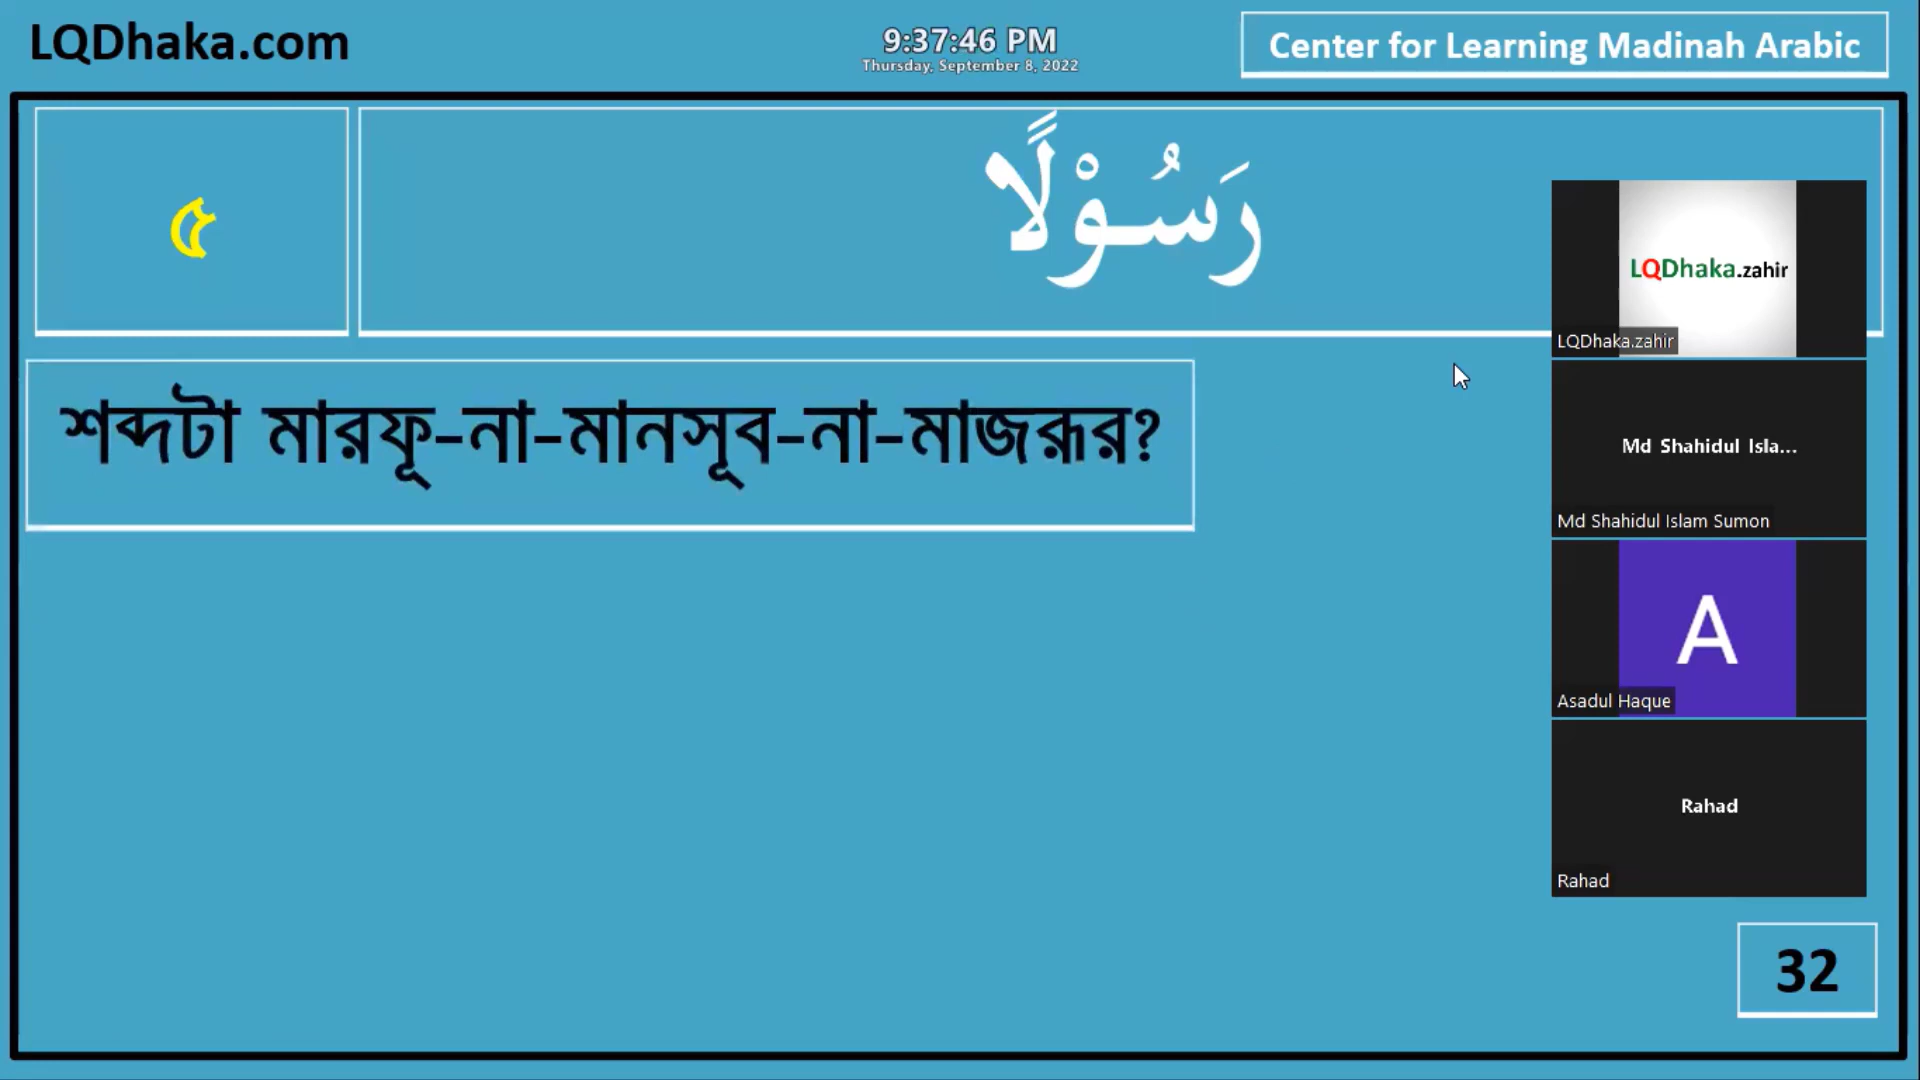 LQDhaka.com
9:37:46 PM
Thursday, September 8, 2022
Center for Learning Madinah Arabic
৫
رَسُوْلًا
শব্দটা মারফূ-না-মানসূব-না-মাজরূর?
LQDhaka.zahir
LQDhaka.zahir
Md Shahidul Isla...
Md Shahidul Islam Sumon
A
Asadul Haque
Rahad
Rahad
32